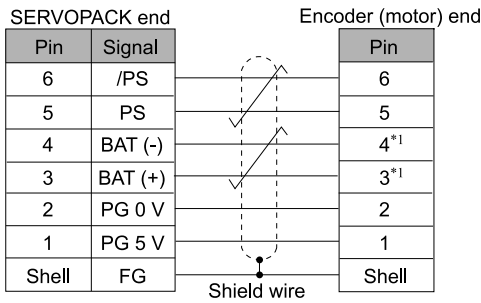 SERVOPACK end Encoder (motor) end
Pin Signal Pin
6 /PS 6
5 PS 5
4 BAT (-) 4*1
3 BAT (+) 3*1
2 PG 0 V 2
1 PG 5 V 1
Shell FG Shell
Shield wire